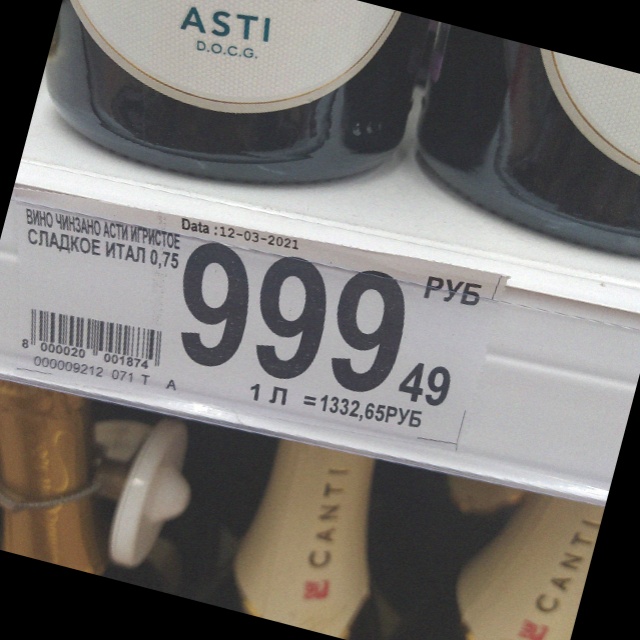 ASTI
D.O.C.G.
Data :12-03-2021
ВИНО ЧИНЗАНО АСТИ ИГРИСТОЕ
СЛАДКОЕ ИТАЛ 0,75
999 49 РУБ
8 000020 001874
000009212 071 Т А
1 Л =1332,65РУБ
CANTI
CANTI